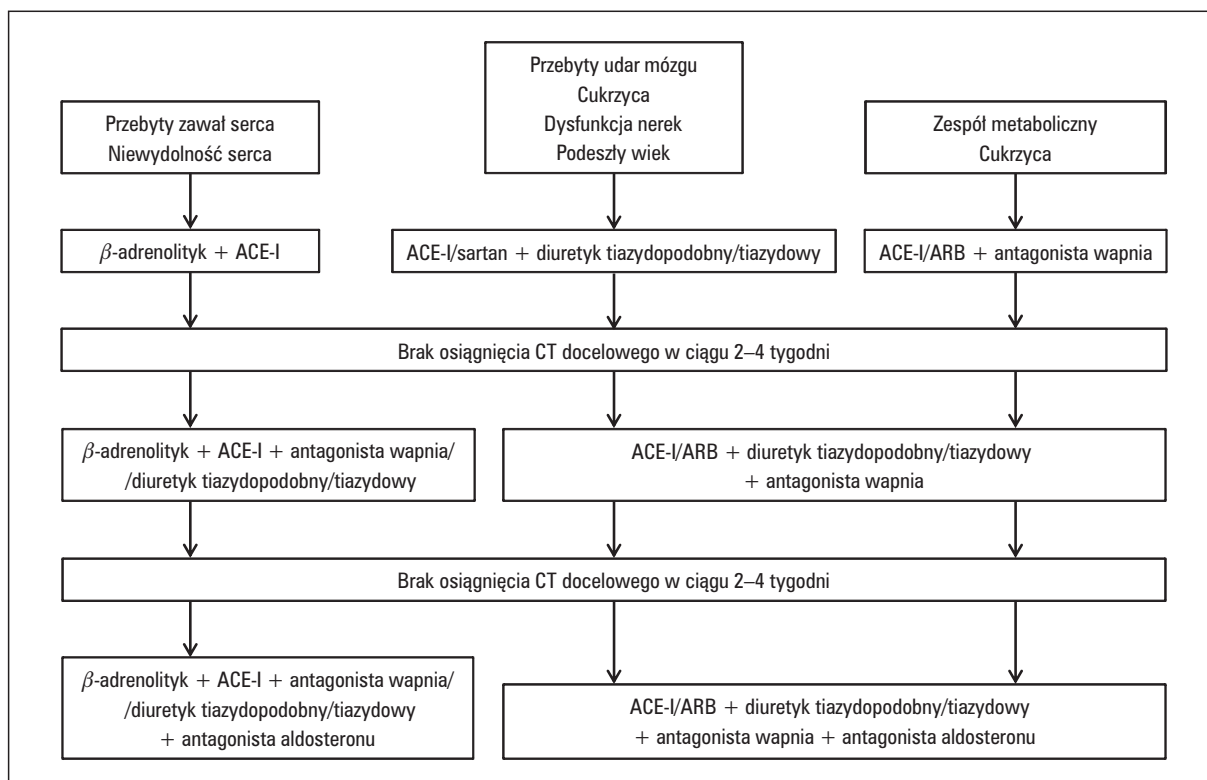 Przebyty zawał serca
Niewydolność serca
Przebyty udar mózgu
Cukrzyca
Dysfunkcja nerek
Podeszły wiek
Zespół metaboliczny
Cukrzyca
β-adrenolityk + ACE-I
ACE-I/sartan + diuretyk tiazydopodobny/tiazydowy
ACE-I/ARB + antagonista wapnia
Brak osiągnięcia CT docelowego w ciągu 2–4 tygodni
β-adrenolityk + ACE-I + antagonista wapnia/
/diuretyk tiazydopodobny/tiazydowy
ACE-I/ARB + diuretyk tiazydopodobny/tiazydowy
+ antagonista wapnia
Brak osiągnięcia CT docelowego w ciągu 2–4 tygodni
β-adrenolityk + ACE-I + antagonista wapnia/
/diuretyk tiazydopodobny/tiazydowy
+ antagonista aldosteronu
ACE-I/ARB + diuretyk tiazydopodobny/tiazydowy
+ antagonista wapnia + antagonista aldosteronu